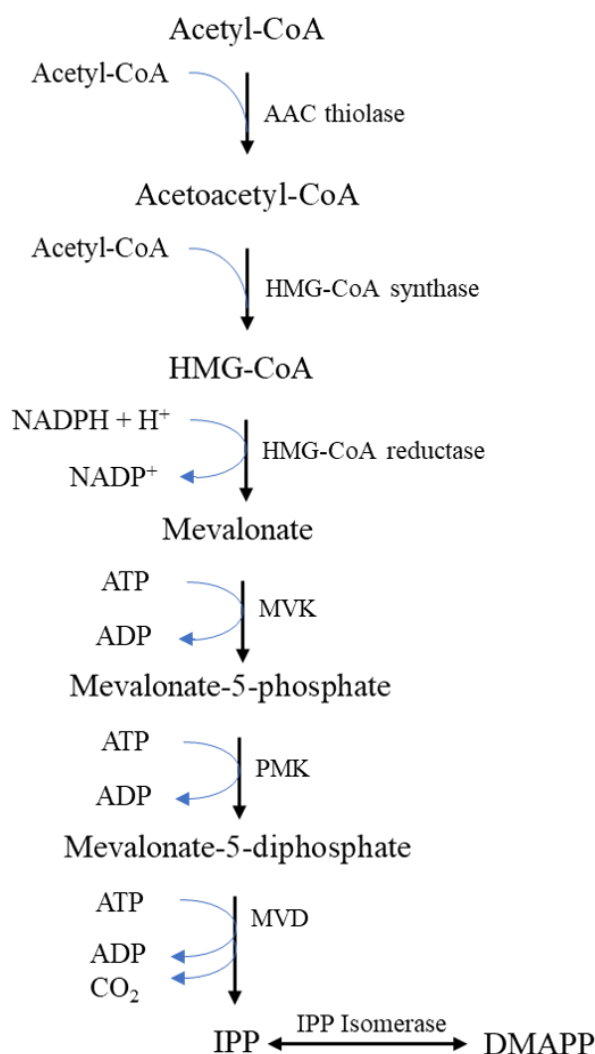 Acetyl-CoA
Acetyl-CoA
AAC thiolase
Acetoacetyl-CoA
Acetyl-CoA
HMG-CoA synthase
HMG-CoA
NADPH + H⁺
HMG-CoA reductase
NADP⁺
Mevalonate
ATP
MVK
ADP
Mevalonate-5-phosphate
ATP
PMK
ADP
Mevalonate-5-diphosphate
ATP
MVD
ADP
CO₂
IPP Isomerase
IPP DMAPP